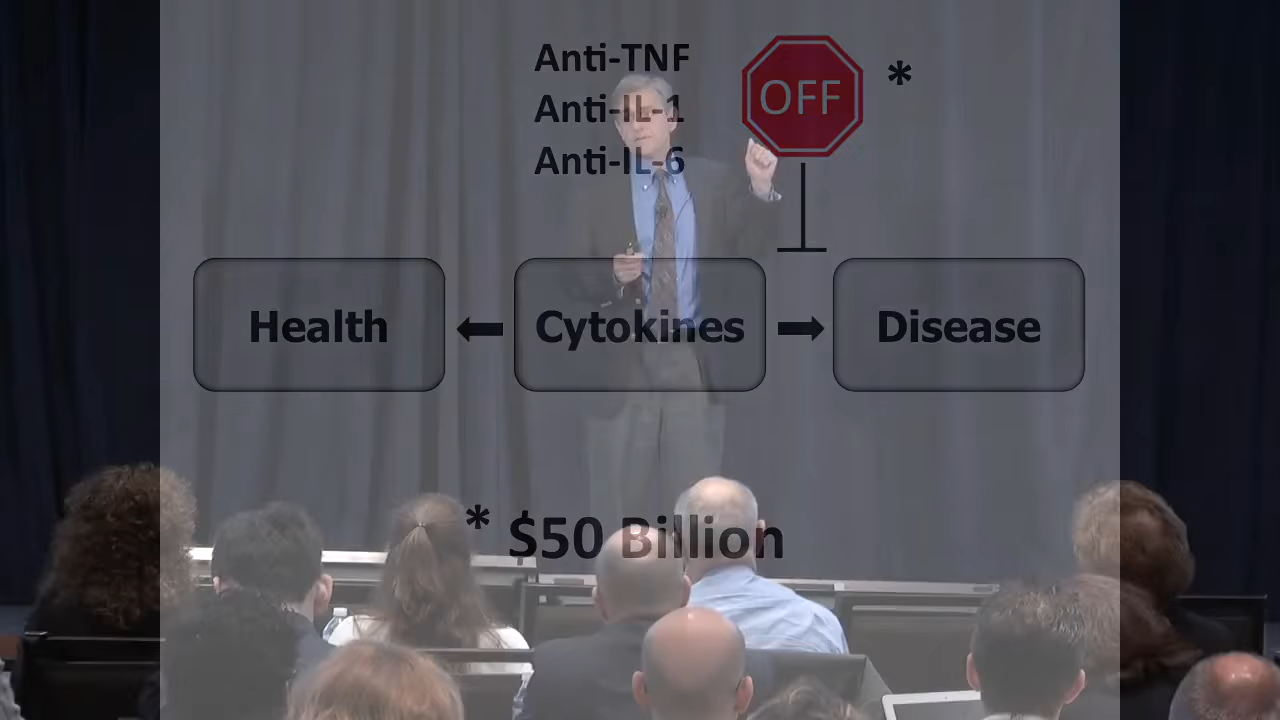 Anti-TNF
Anti-IL-1
Anti-IL-6
OFF
*
Health
Cytokines
Disease
* $50 Billion